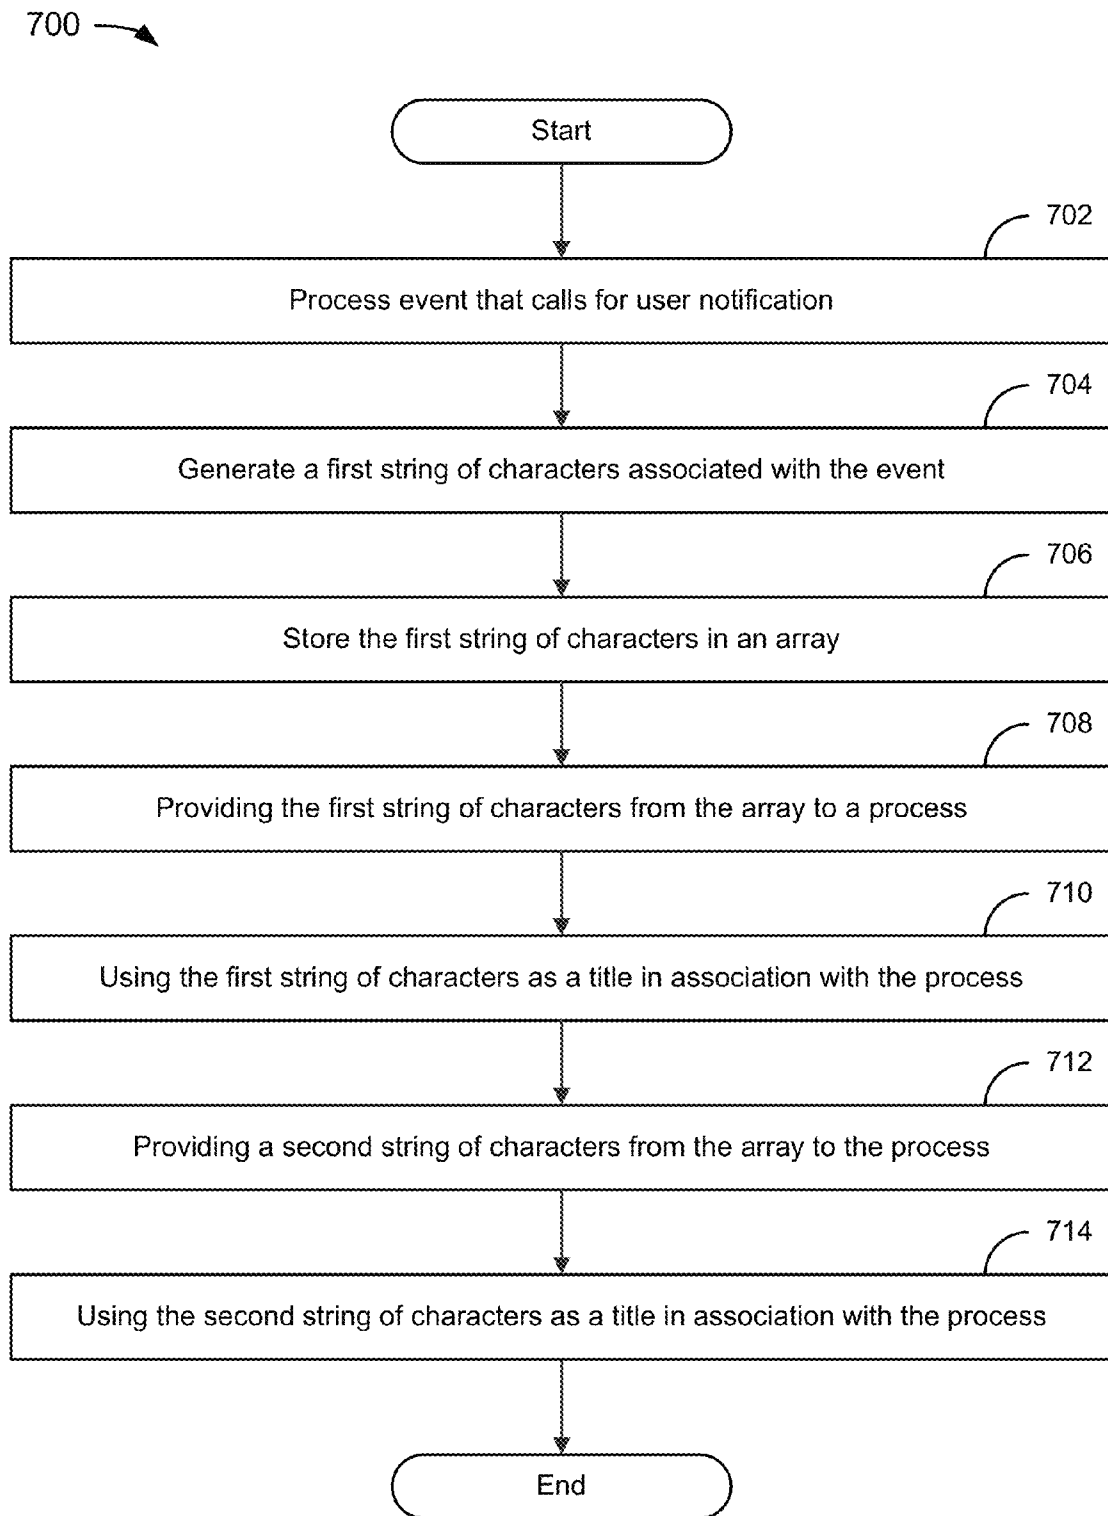 700
Start
702
Process event that calls for user notification
704
Generate a first string of characters associated with the event
706
Store the first string of characters in an array
708
Providing the first string of characters from the array to a process
710
Using the first string of characters as a title in association with the process
712
Providing a second string of characters from the array to the process
714
Using the second string of characters as a title in association with the process
End